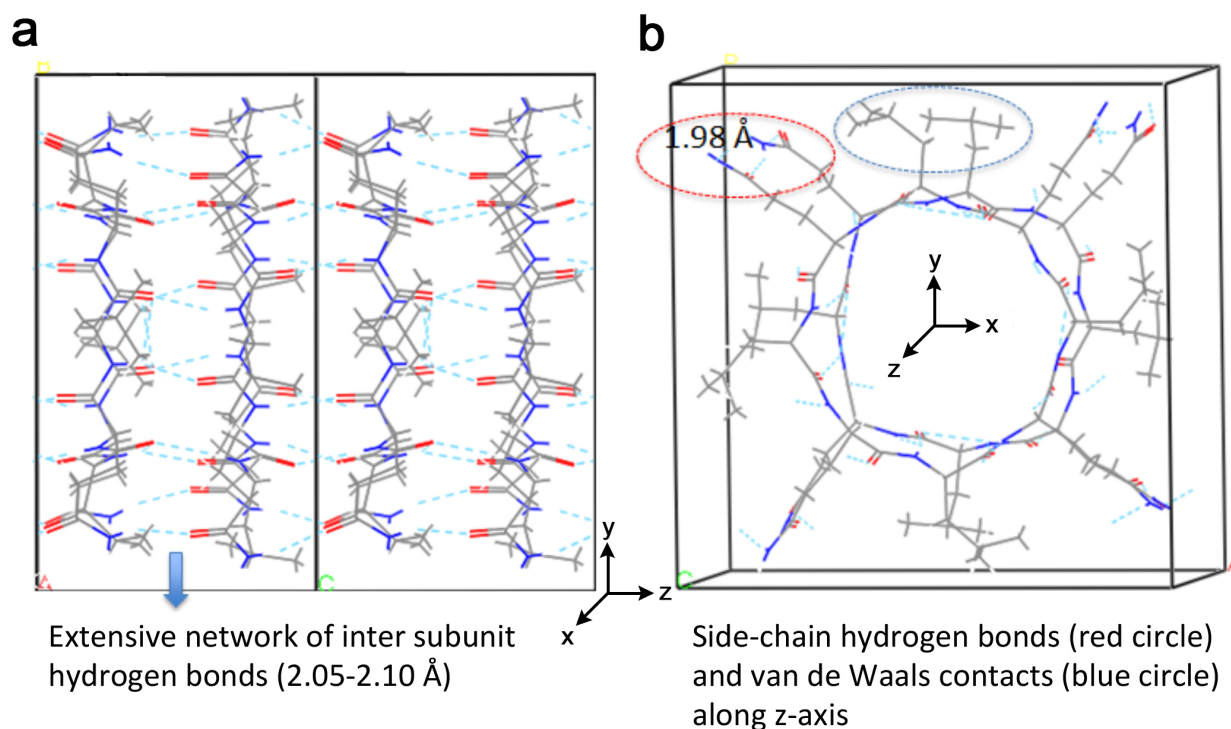 a
b
B
B
1.98 Å
y
x
z
A
C
y
z
x
C
A
Extensive network of inter subunit
hydrogen bonds (2.05-2.10 Å)
Side-chain hydrogen bonds (red circle)
and van de Waals contacts (blue circle)
along z-axis